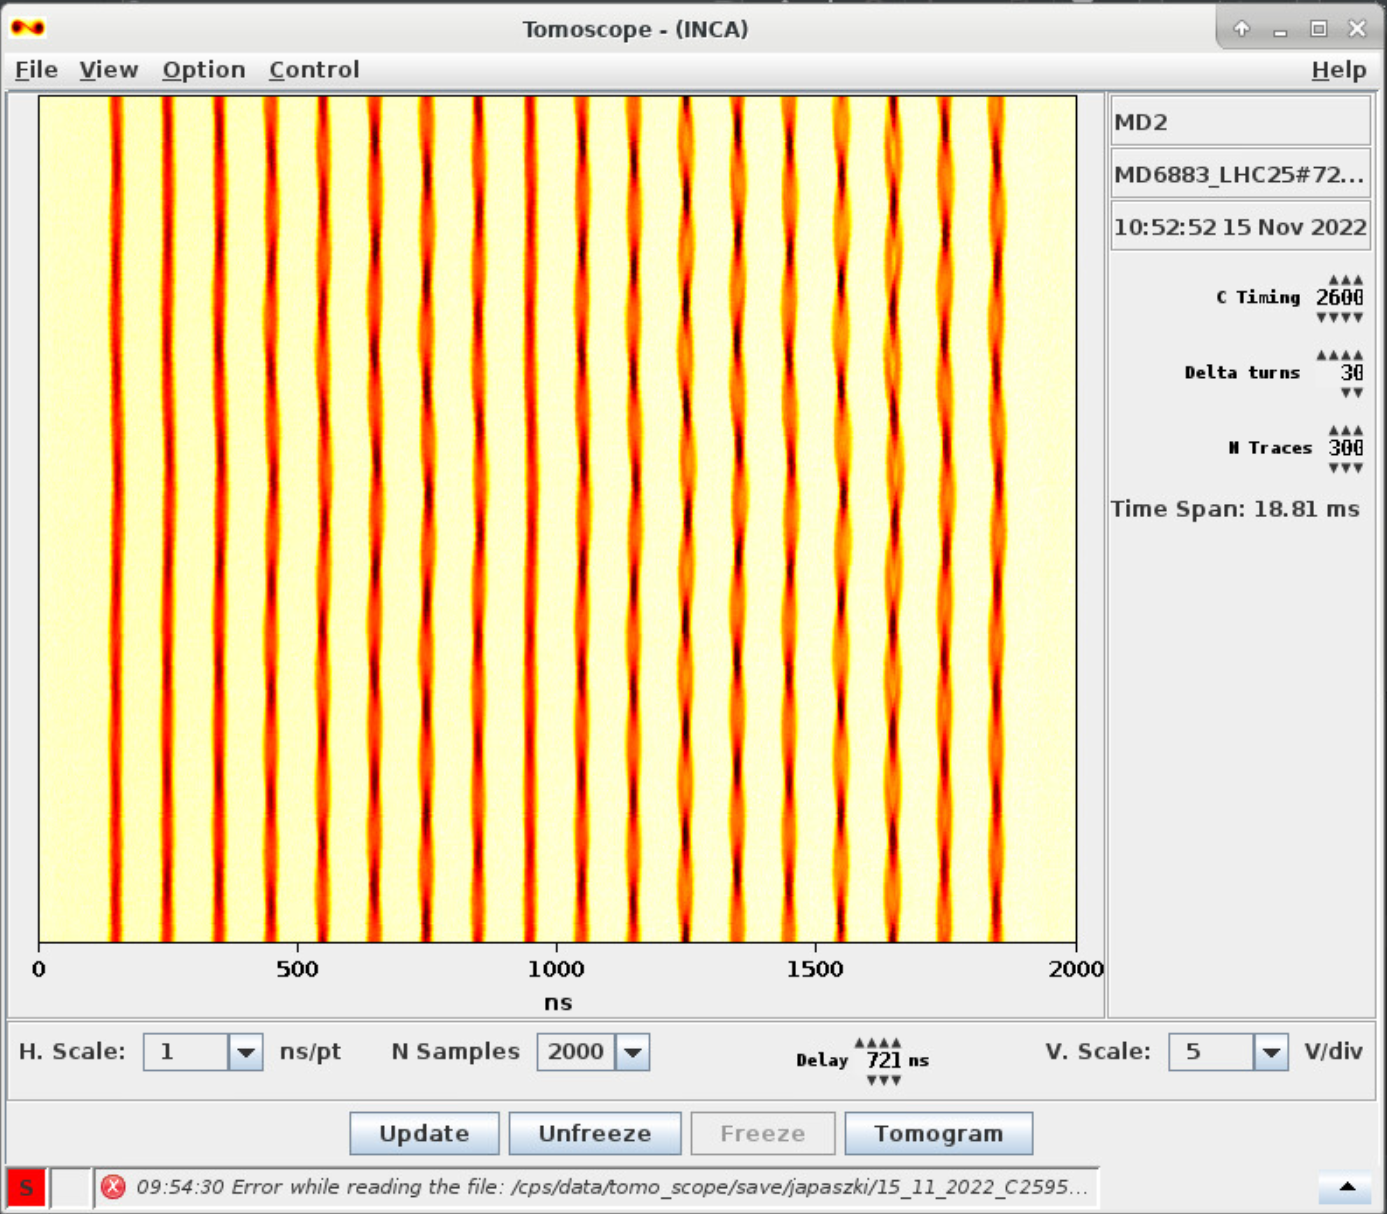 Tomoscope - (INCA)
File View Option Control Help
MD2
MD6883_LHC25#72...
10:52:52 15 Nov 2022
C Timing 2600
Delta turns 30
N Traces 300
Time Span: 18.81 ms
0 500 1000 1500 2000
ns
H. Scale: 1 ns/pt N Samples 2000 Delay 721 ns V. Scale: 5 V/div
Update Unfreeze Freeze Tomogram
S 09:54:30 Error while reading the file: /cps/data/tomo_scope/save/japaszki/15_11_2022_C2595...